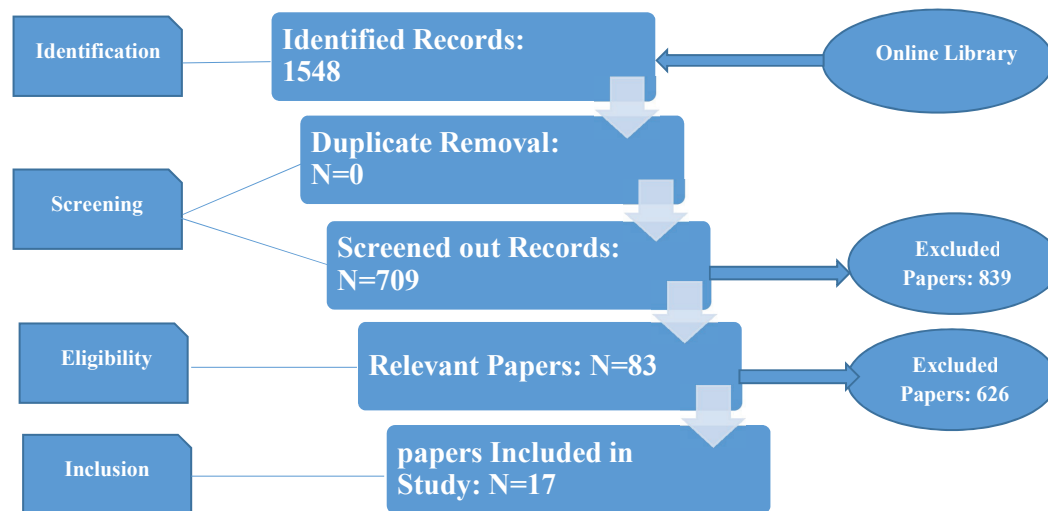 Identification
Identified Records:
1548
Online Library
Duplicate Removal:
N=0
Screening
Screened out Records:
N=709
Excluded
Papers: 839
Eligibility
Relevant Papers: N=83
Excluded
Papers: 626
Inclusion
papers Included in
Study: N=17